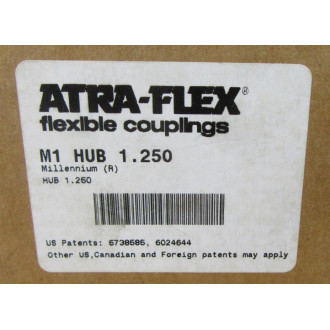 ATRA-FLEX®
flexible couplings
M1 HUB 1.250
Millennium (R)
HUB 1.250
US Patents: 5738585, 6024644
Other US,Canadian and Foreign patents may apply